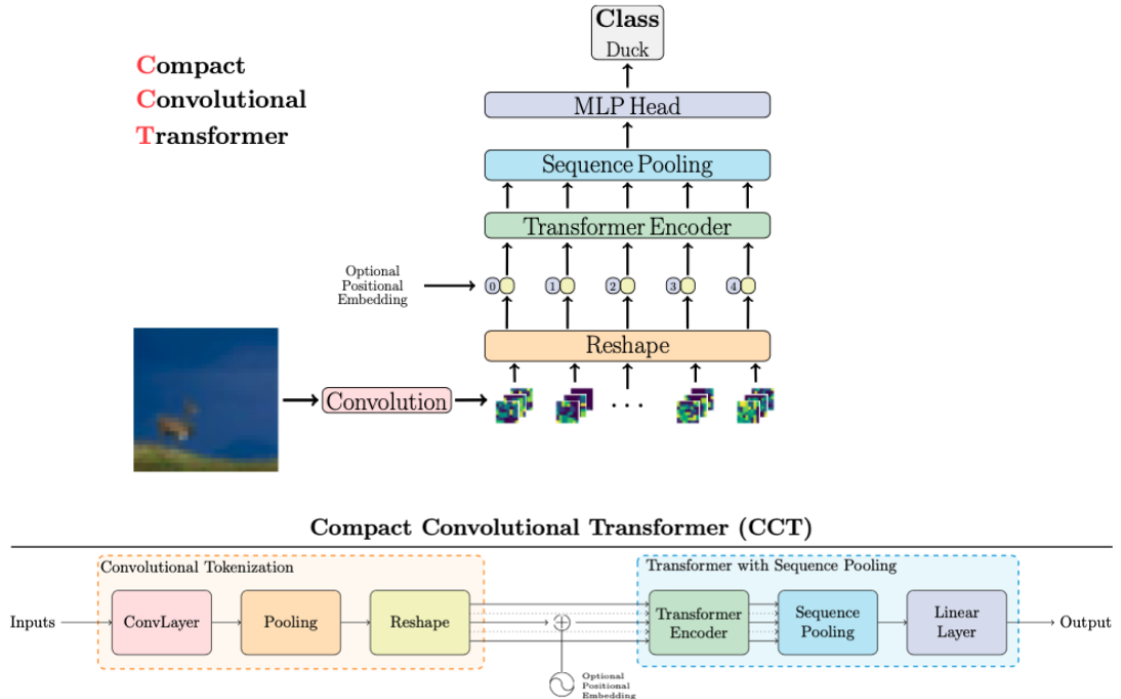 Class
Duck
Compact
Convolutional
Transformer
MLP Head
Sequence Pooling
Transformer Encoder
Optional
Positional
Embedding
0 1 2 3 4
Reshape
Convolution
...
Compact Convolutional Transformer (CCT)
Convolutional Tokenization
Inputs
ConvLayer
Pooling
Reshape
Optional
Positional
Embedding
Transformer with Sequence Pooling
Transformer
Encoder
Sequence
Pooling
Linear
Layer
Output